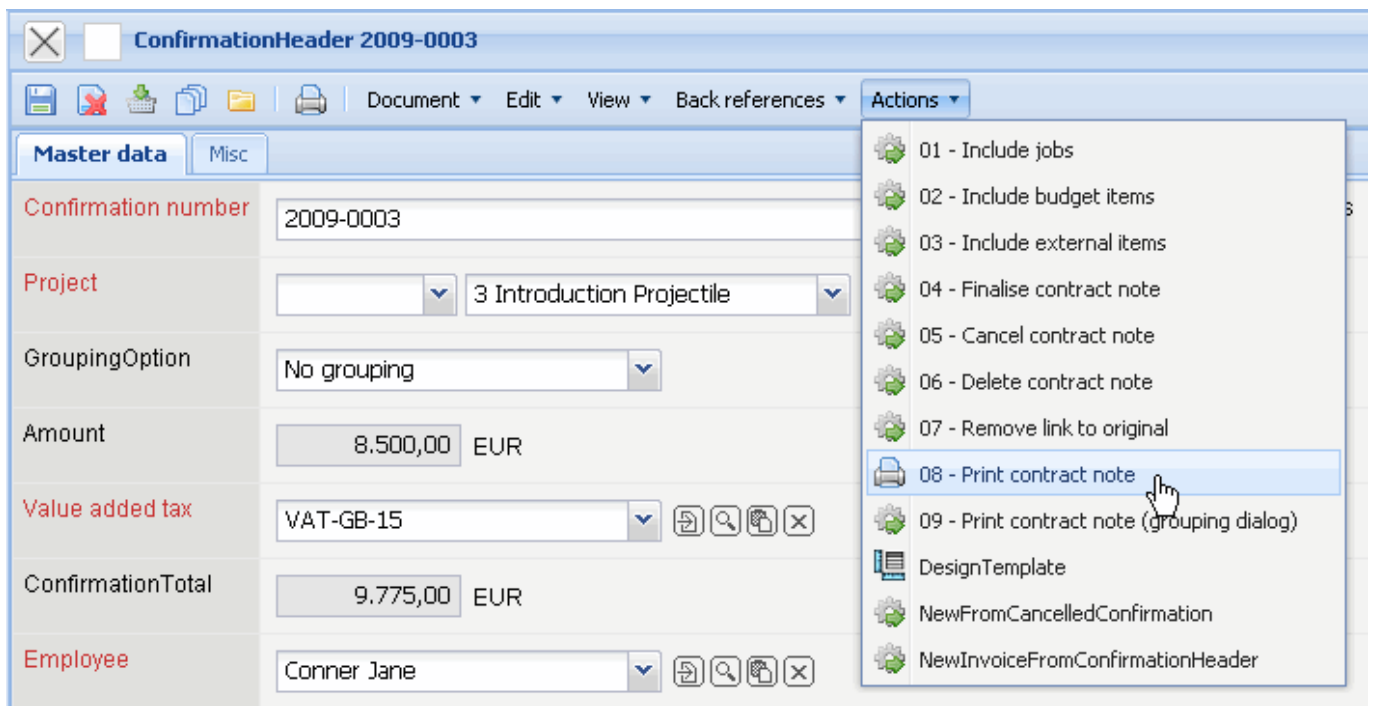 ConfirmationHeader 2009-0003
Document Edit View Back references Actions
Master data Misc
Confirmation number 2009-0003 s
Project 3 Introduction Projectile
GroupingOption No grouping
Amount 8.500,00 EUR
Value added tax VAT-GB-15
ConfirmationTotal 9.775,00 EUR
Employee Conner Jane
01 - Include jobs
02 - Include budget items
03 - Include external items
04 - Finalise contract note
05 - Cancel contract note
06 - Delete contract note
07 - Remove link to original
08 - Print contract note
09 - Print contract note (grouping dialog)
DesignTemplate
NewFromCancelledConfirmation
NewInvoiceFromConfirmationHeader